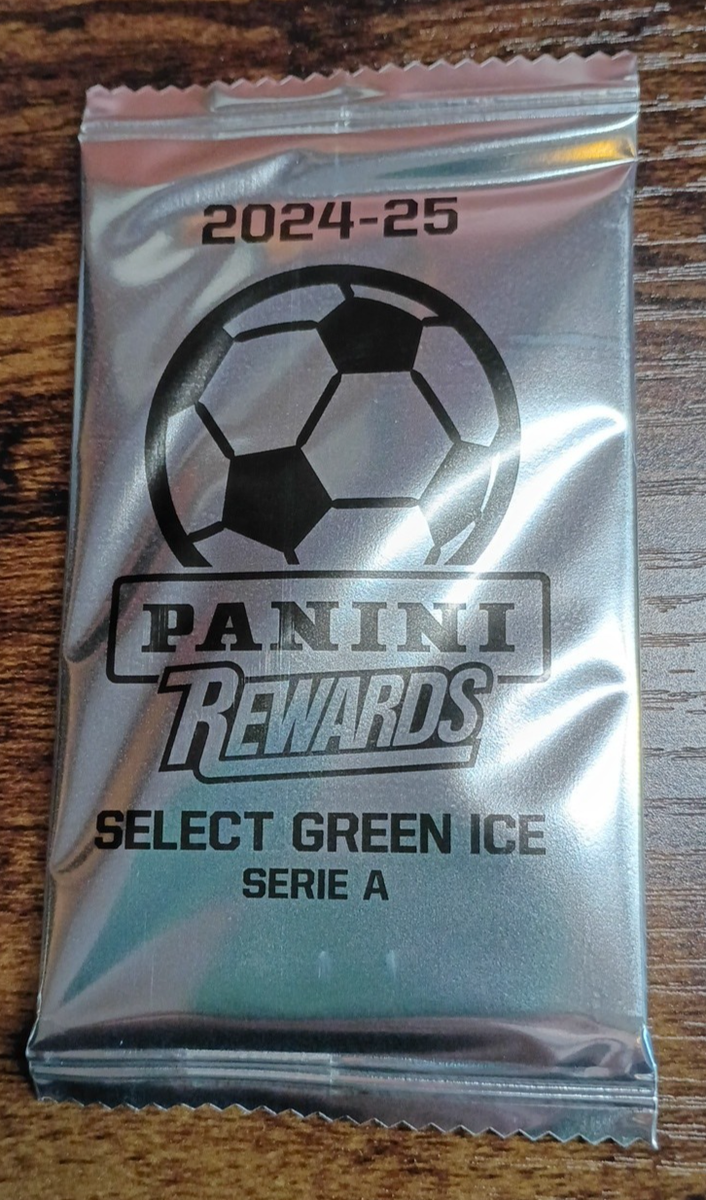 2024-25
PANINI
REWARDS
SELECT GREEN ICE
SERIE A